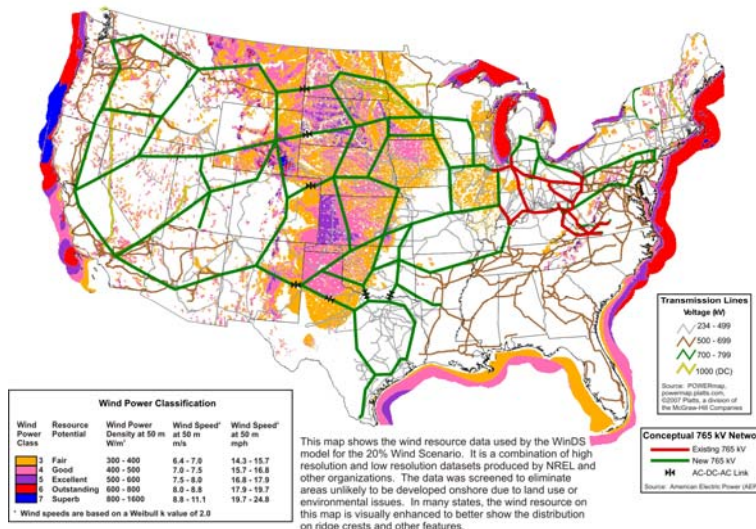 Transmission Lines
Voltage (kV)
234 - 499
500 - 699
700 - 799
1000 (DC)
Source: POWERmap,
powermap.platts.com,
©2007 Platts, a division of
the McGraw-Hill Companies
Wind Power Classification
Wind Power Class
Resource Potential
Wind Power Density at 50 m W/m²
Wind Speed* at 50 m m/s
Wind Speed* at 50 m mph
3 Fair 300 - 400 6.4 - 7.0 14.3 - 15.7
4 Good 400 - 500 7.0 - 7.5 15.7 - 16.8
5 Excellent 500 - 600 7.5 - 8.0 16.8 - 17.9
6 Outstanding 600 - 800 8.0 - 8.8 17.9 - 19.7
7 Superb 800 - 1600 8.8 - 11.1 19.7 - 24.8
* Wind speeds are based on a Weibull k value of 2.0
This map shows the wind resource data used by the WinDS
model for the 20% Wind Scenario. It is a combination of high
resolution and low resolution datasets produced by NREL and
other organizations. The data was screened to eliminate
areas unlikely to be developed onshore due to land use or
environmental issues. In many states, the wind resource on
this map is visually enhanced to better show the distribution
on ridge crests and other features.
Conceptual 765 kV Netw
Existing 765 kV
New 765 kV
AC-DC-AC Link
Source: American Electric Power (AEP